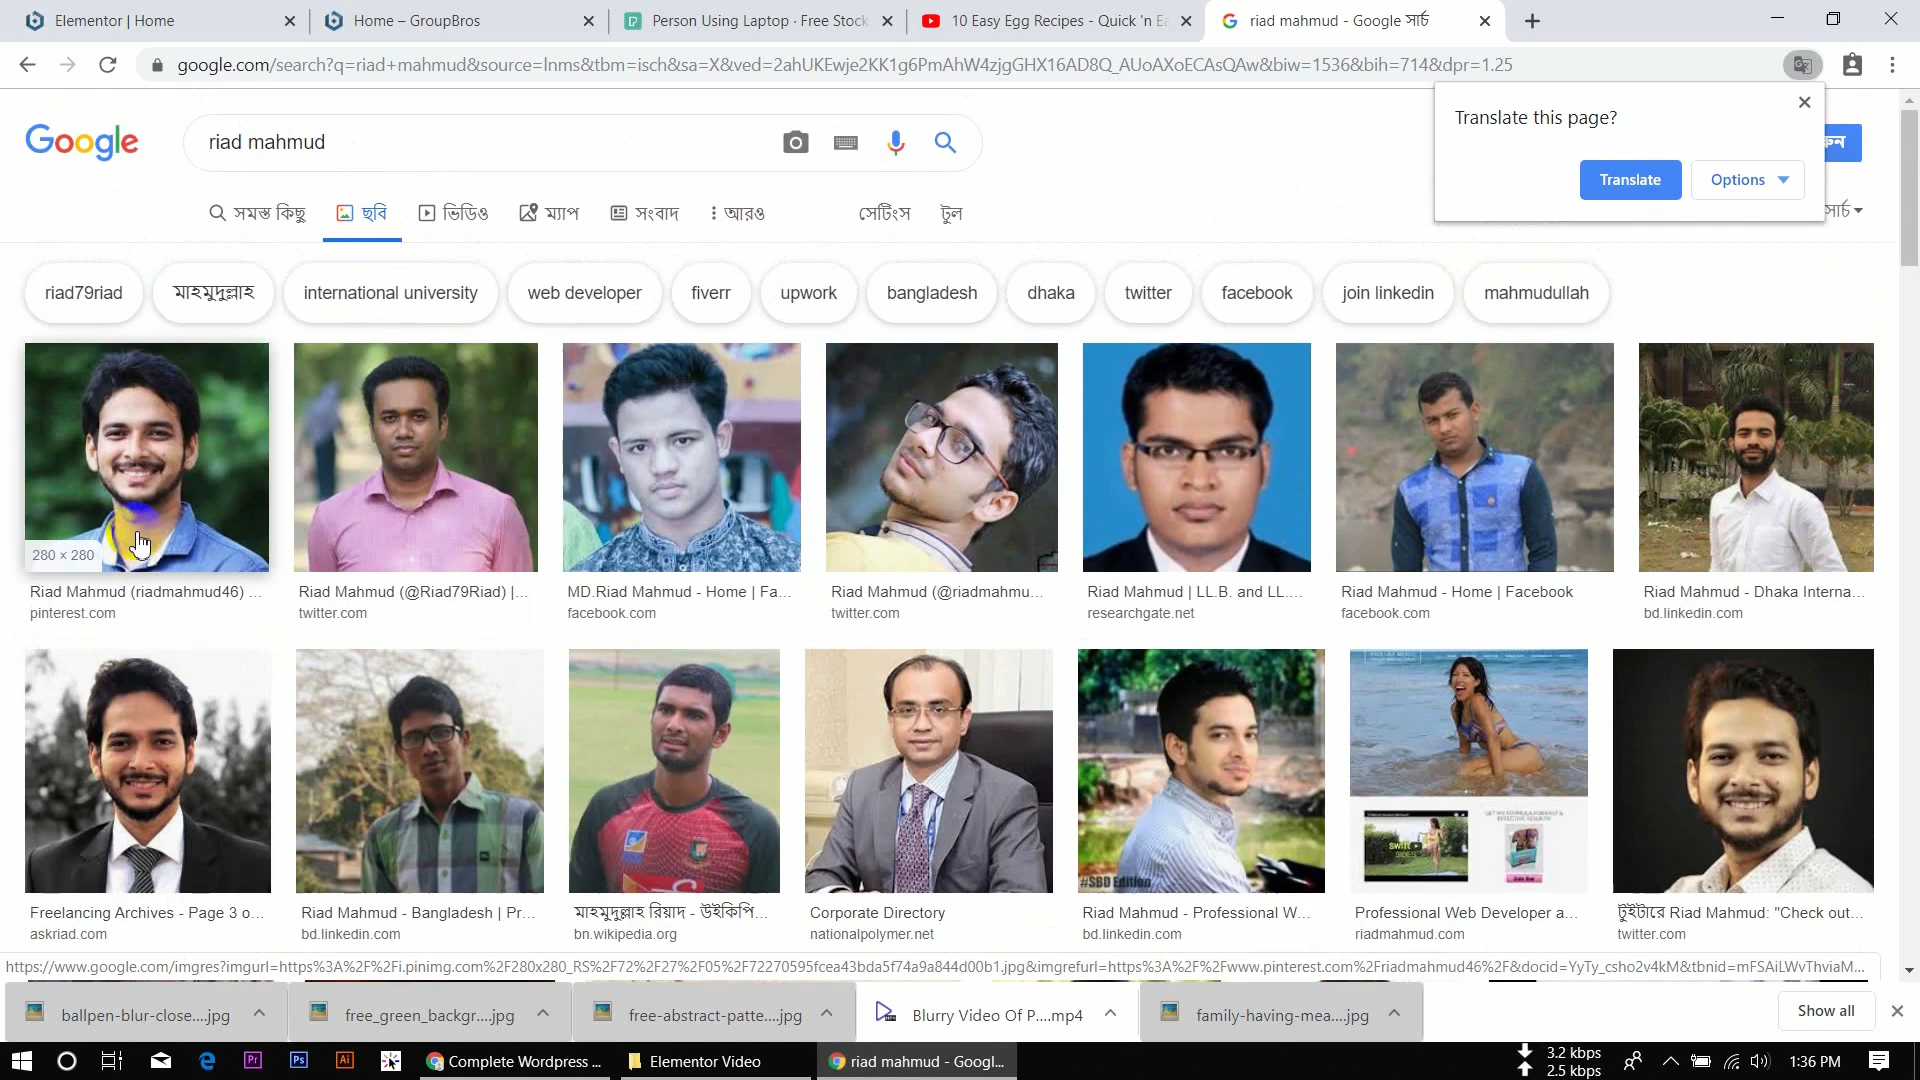 Elementor | Home
Home – GroupBros
Person Using Laptop · Free Stock
10 Easy Egg Recipes - Quick 'n Ea
riad mahmud - Google সার্চ
google.com/search?q=riad+mahmud&source=lnms&tbm=isch&sa=X&ved=2ahUKEwje2KK1g6PmAhW4zjgGHX16AD8Q_AUoAXoECAsQAw&biw=1536&bih=714&dpr=1.25
Translate this page?
Translate
Options
Google
riad mahmud
সমস্ত কিছু
ছবি
ভিডিও
ম্যাপ
সংবাদ
আরও
সেটিংস
টুল
riad79riad
মাহমুদুল্লাহ
international university
web developer
fiverr
upwork
bangladesh
dhaka
twitter
facebook
join linkedin
mahmudullah
280 × 280
Riad Mahmud (riadmahmud46) ...
pinterest.com
Riad Mahmud (@Riad79Riad) |...
twitter.com
MD.Riad Mahmud - Home | Fa...
facebook.com
Riad Mahmud (@riadmahmu...
twitter.com
Riad Mahmud | LL.B. and LL....
researchgate.net
Riad Mahmud - Home | Facebook
facebook.com
Riad Mahmud - Dhaka Interna...
bd.linkedin.com
#SBD Edition
Freelancing Archives - Page 3 o...
askriad.com
Riad Mahmud - Bangladesh | Pr...
bd.linkedin.com
মাহমুদুল্লাহ রিয়াদ - উইকিপি...
bn.wikipedia.org
Corporate Directory
nationalpolymer.net
Riad Mahmud - Professional W...
bd.linkedin.com
Professional Web Developer a...
riadmahmud.com
টুইটারে Riad Mahmud: "Check out...
twitter.com
https://www.google.com/imgres?imgurl=https%3A%2F%2Fi.pinimg.com%2F280x280_RS%2F72%2F27%2F05%2F72270595fcea43bda5f74a9a844d00b1.jpg&imgrefurl=https%3A%2F%2Fwww.pinterest.com%2Friadmahmud46%2F&docid=YyTy_csho2v4kM&tbnid=mFSAiLWvThviaM...
ballpen-blur-close....jpg
free_green_backgr....jpg
free-abstract-patte....jpg
Blurry Video Of P....mp4
family-having-mea....jpg
Show all
Complete Wordpress ...
Elementor Video
riad mahmud - Googl...
3.2 kbps
2.5 kbps
1:36 PM